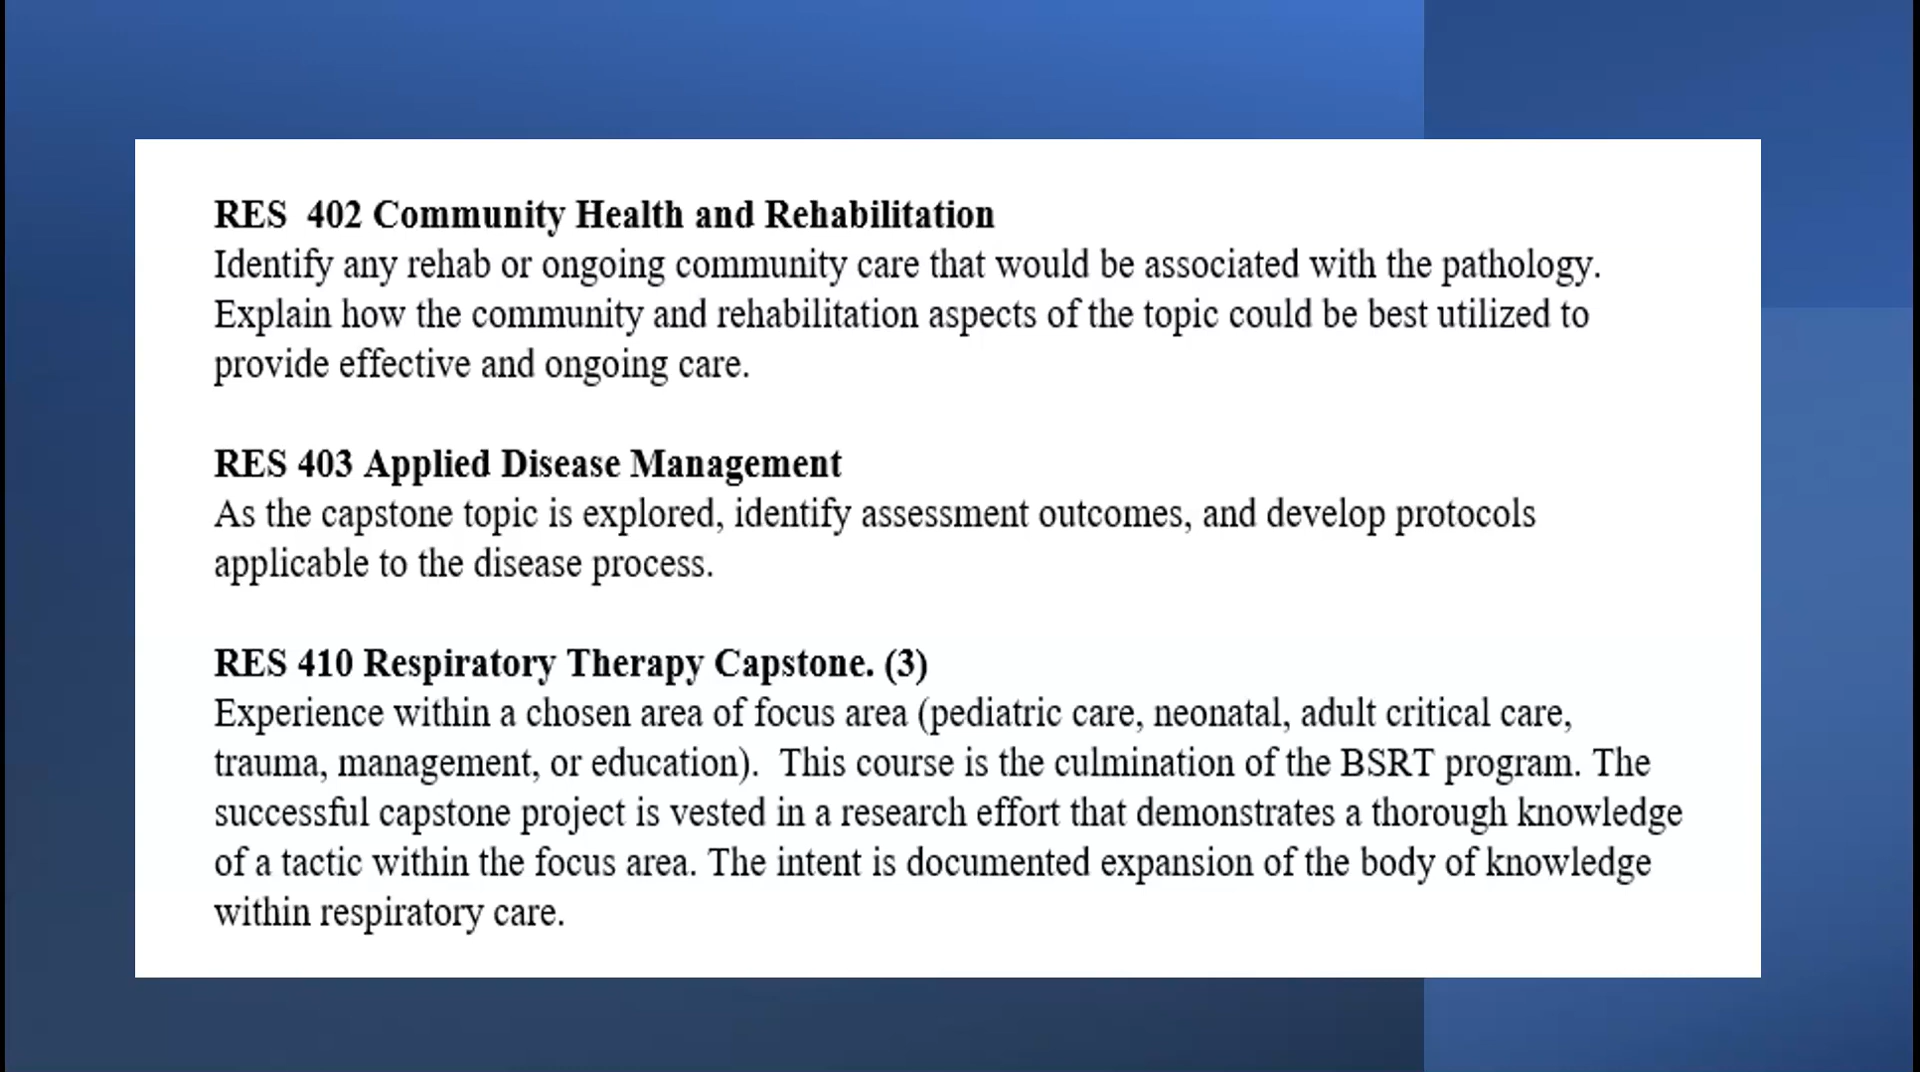 RES  402 Community Health and Rehabilitation
Identify any rehab or ongoing community care that would be associated with the pathology.
Explain how the community and rehabilitation aspects of the topic could be best utilized to
provide effective and ongoing care.
RES 403 Applied Disease Management
As the capstone topic is explored, identify assessment outcomes, and develop protocols
applicable to the disease process.
RES 410 Respiratory Therapy Capstone. (3)
Experience within a chosen area of focus area (pediatric care, neonatal, adult critical care,
trauma, management, or education).  This course is the culmination of the BSRT program. The
successful capstone project is vested in a research effort that demonstrates a thorough knowledge
of a tactic within the focus area. The intent is documented expansion of the body of knowledge
within respiratory care.